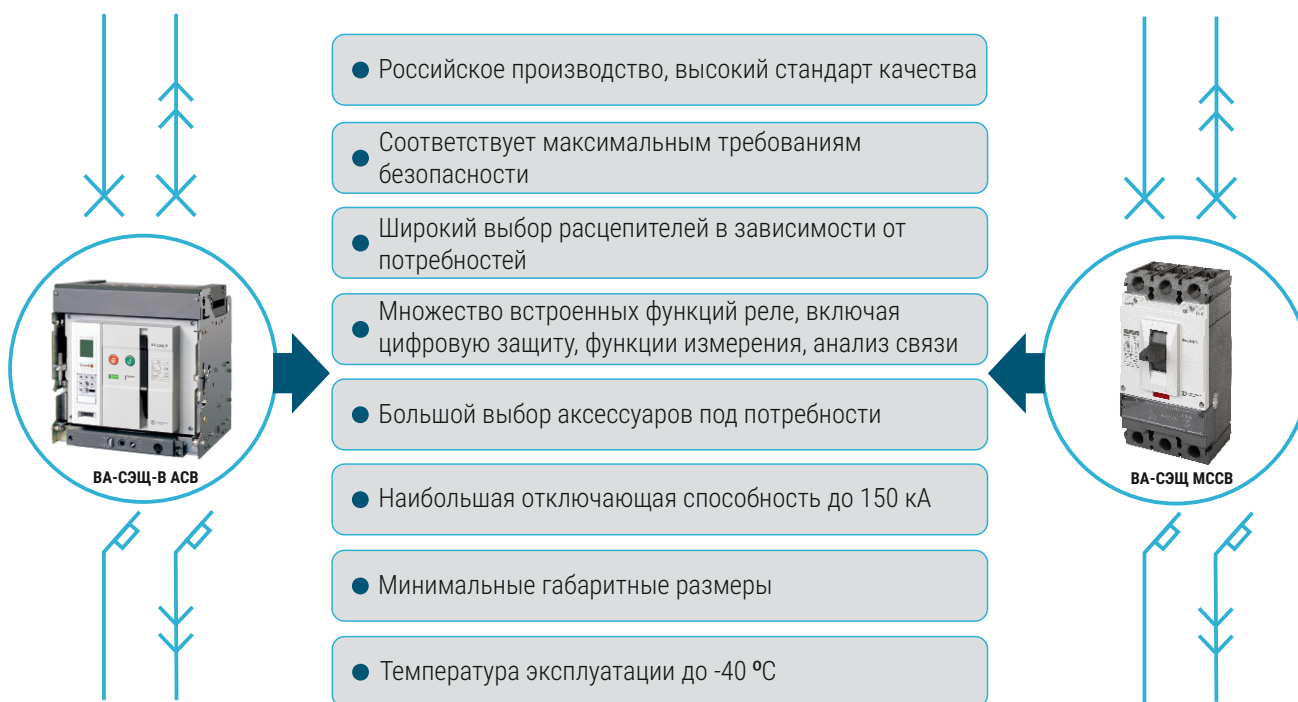 Российское производство, высокий стандарт качества
Соответствует максимальным требованиям
безопасности
Широкий выбор расцепителей в зависимости от
потребностей
Множество встроенных функций реле, включая
цифровую защиту, функции измерения, анализ связи
Большой выбор аксессуаров под потребности
Наибольшая отключающая способность до 150 кА
Минимальные габаритные размеры
Температура эксплуатации до -40 ⁰С
ВА-СЭЩ-В АСВ
ВА-СЭЩ МССВ